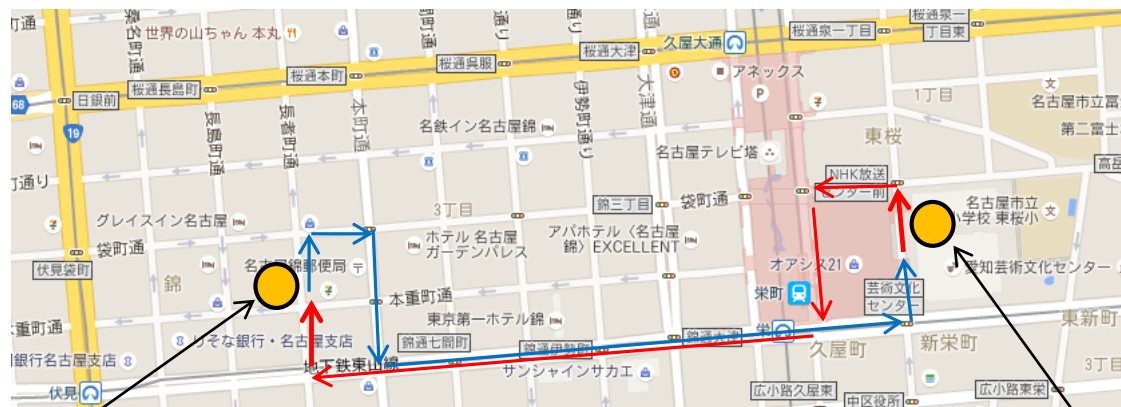 桑名町通
世界の山ちゃん 本丸
桜通本町
桜通呉服
桜通大津
久屋大通
桜通泉一丁目
桜通泉一
丁目東
アネックス
P
1丁目
文
名古屋市立冨
第二富士
日銀前
桜通長島町
68
19
長島町通
長者町通
本町通
伊勢町通り
大津通
名鉄イン名古屋錦
名古屋テレビ塔
東桜
NHK放送
センター前
3丁目
錦三丁目
袋町通
グレイスイン名古屋
袋町通
伏見袋町
錦
名古屋錦郵便局
ホテル 名古屋
ガーデンパレス
アパホテル〈名古屋
錦〉EXCELLENT
オアシス21
名古屋市立
小学校 東桜小
文
愛知芸術文化センター
芸術文化
センター
栄町
本重町通
本重町通
東京第一ホテル錦
りそな銀行・名古屋支店
銀行名古屋支店
錦通七間町
錦通伊勢町
錦通大津
栄
久屋町
新栄町
東新町
3丁目
地下鉄東山線
サンシャインサカエ
伏見
広小路久屋東
中区役所
広小路東栄